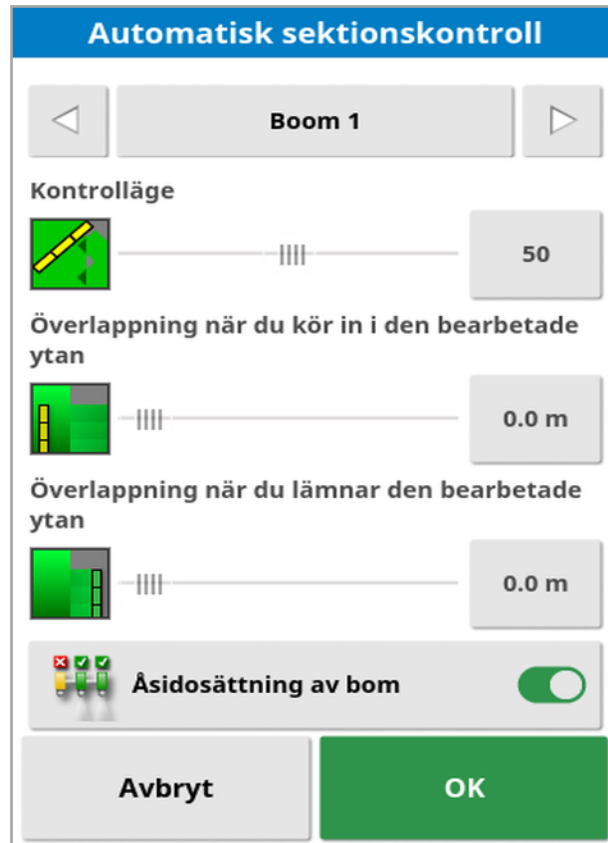 Automatisk sektionskontroll
Boom 1
Kontrolläge
50
Överlappning när du kör in i den bearbetade
ytan
0.0 m
Överlappning när du lämnar den bearbetade
ytan
0.0 m
Åsidosättning av bom
Avbryt
OK